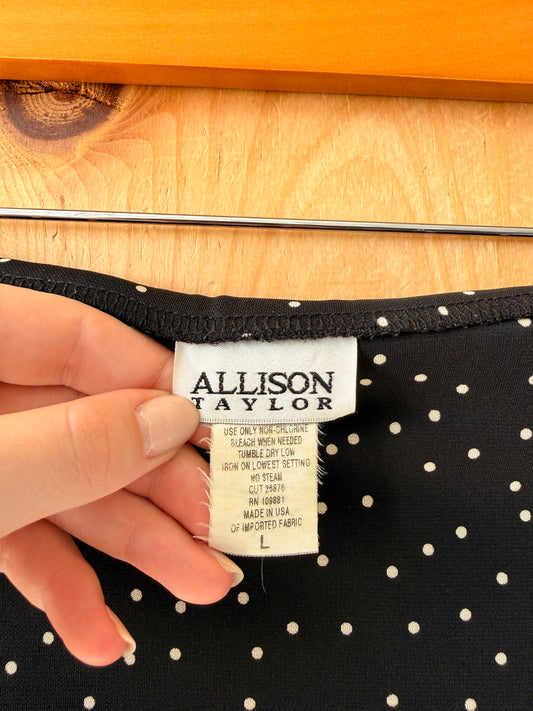 ALLISON
TAYLOR
USE ONLY NON-CHLORINE
BLEACH WHEN NEEDED
TUMBLE DRY LOW
IRON ON LOWEST SETTING
NO STEAM
CUT 26876
RN 109881
MADE IN USA
OF IMPORTED FABRIC
L